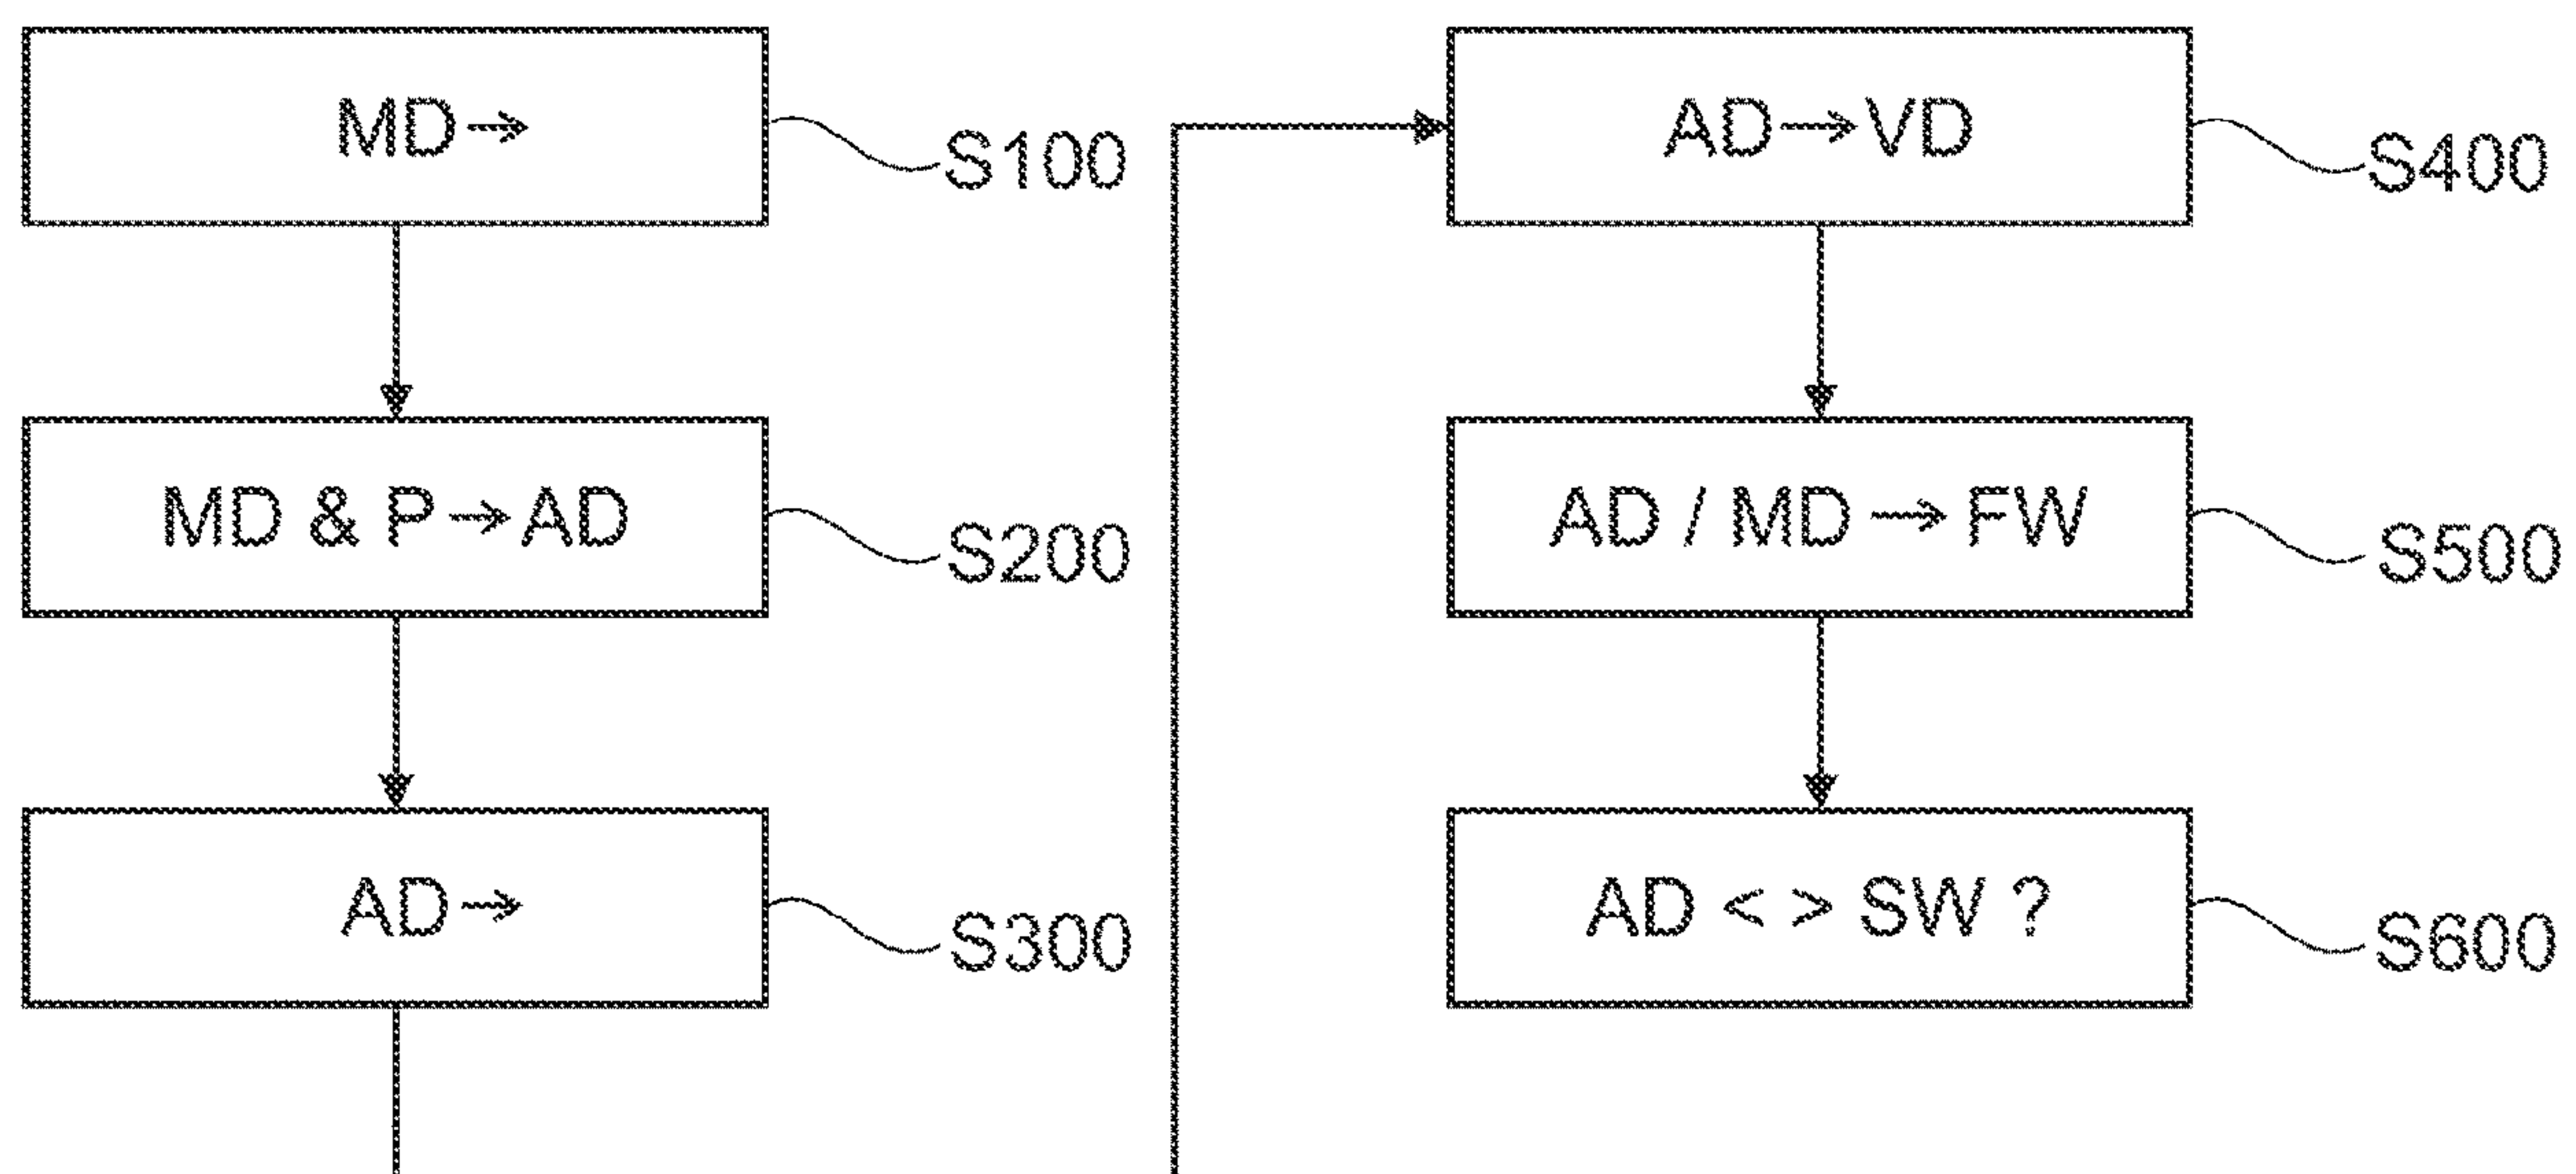 MD→
S100
MD & P→AD
S200
AD→
S300
AD→VD
S400
AD / MD→FW
S500
AD < > SW ?
S600